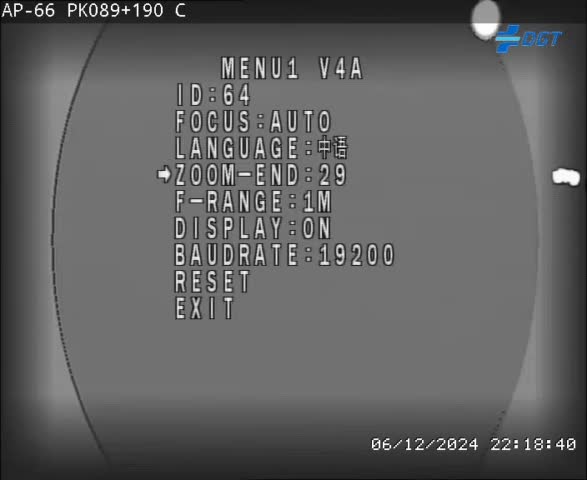 AP-66 PK089+190 C
DGT
MENU1 V4A
ID:64
FOCUS:AUTO
LANGUAGE:中语
ZOOM-END:29
F-RANGE:1M
DISPLAY:ON
BAUDRATE:19200
RESET
EXIT
06/12/2024 22:18:40